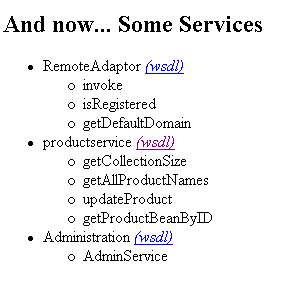 And now... Some Services
RemoteAdaptor (wsdl)
invoke
isRegistered
getDefaultDomain
productservice (wsdl)
getCollectionSize
getAllProductNames
updateProduct
getProductBeanByID
Administration (wsdl)
AdminService